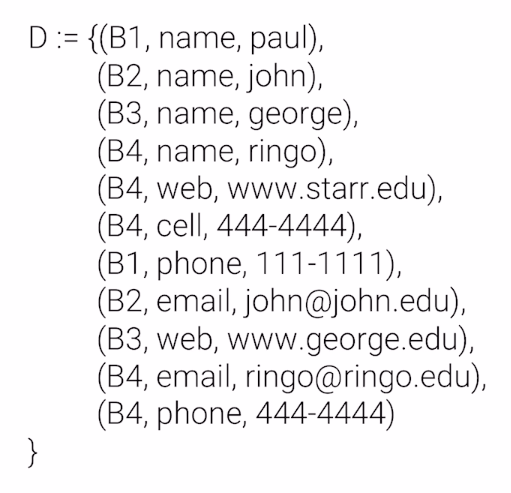 D := {(B1, name, paul),
(B2, name, john),
(B3, name, george),
(B4, name, ringo),
(B4, web, www.starr.edu),
(B4, cell, 444-4444),
(B1, phone, 111-1111),
(B2, email, john@john.edu),
(B3, web, www.george.edu),
(B4, email, ringo@ringo.edu),
(B4, phone, 444-4444)
}